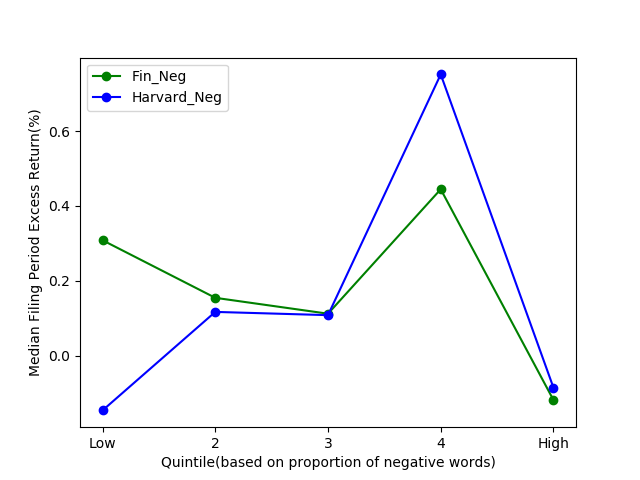 Fin_Neg
Harvard_Neg
Median Filing Period Excess Return(%)
0.6
0.4
0.2
0.0
Low 2 3 4 High
Quintile(based on proportion of negative words)